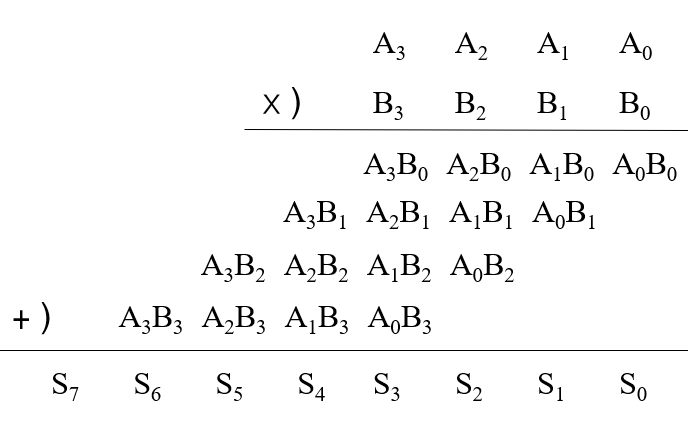 A₃ A₂ A₁ A₀
×) B₃ B₂ B₁ B₀
A₃B₀ A₂B₀ A₁B₀ A₀B₀
A₃B₁ A₂B₁ A₁B₁ A₀B₁
A₃B₂ A₂B₂ A₁B₂ A₀B₂
+) A₃B₃ A₂B₃ A₁B₃ A₀B₃
S₇ S₆ S₅ S₄ S₃ S₂ S₁ S₀